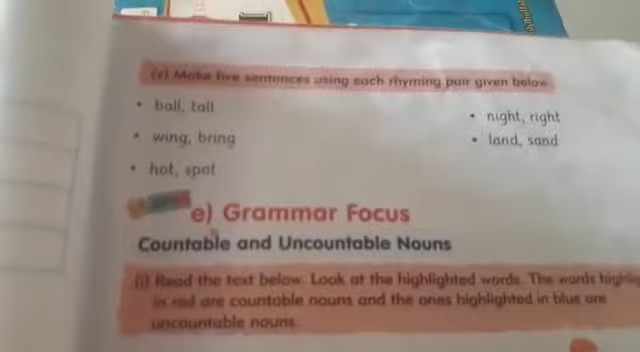 (v) Make five sentences using each rhyming pair given below
• ball, tall
• night, right
• wing, bring
• land, sand
• hot, spot
e) Grammar Focus
Countable and Uncountable Nouns
(i) Read the text below. Look at the highlighted words. The words
in red are countable nouns and the ones highlighted in blue are
uncountable nouns.